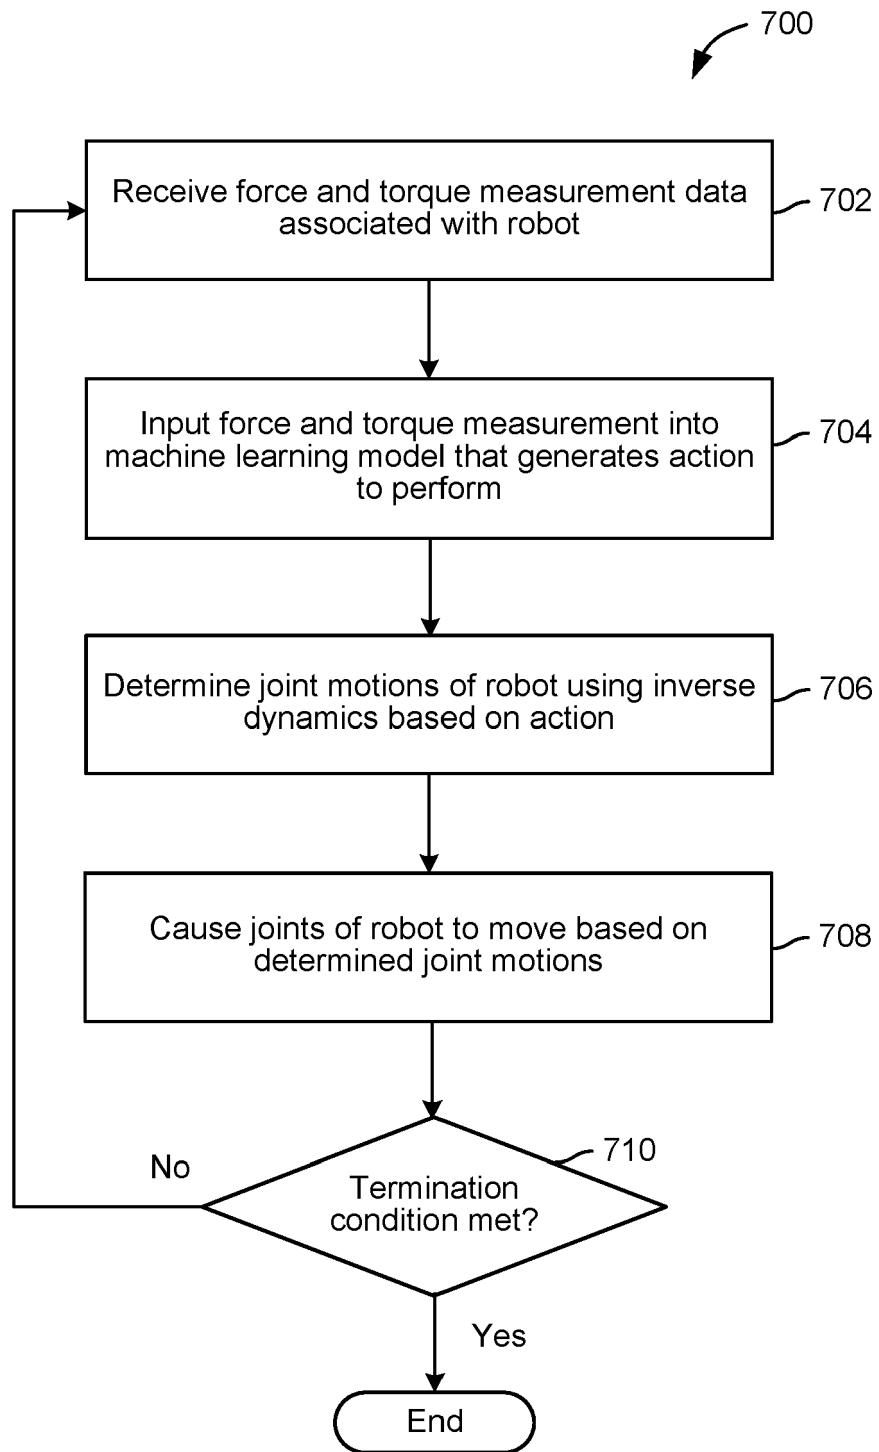 700
Receive force and torque measurement data
associated with robot
702
Input force and torque measurement into
machine learning model that generates action
to perform
704
Determine joint motions of robot using inverse
dynamics based on action
706
Cause joints of robot to move based on
determined joint motions
708
710
No
Termination
condition met?
Yes
End